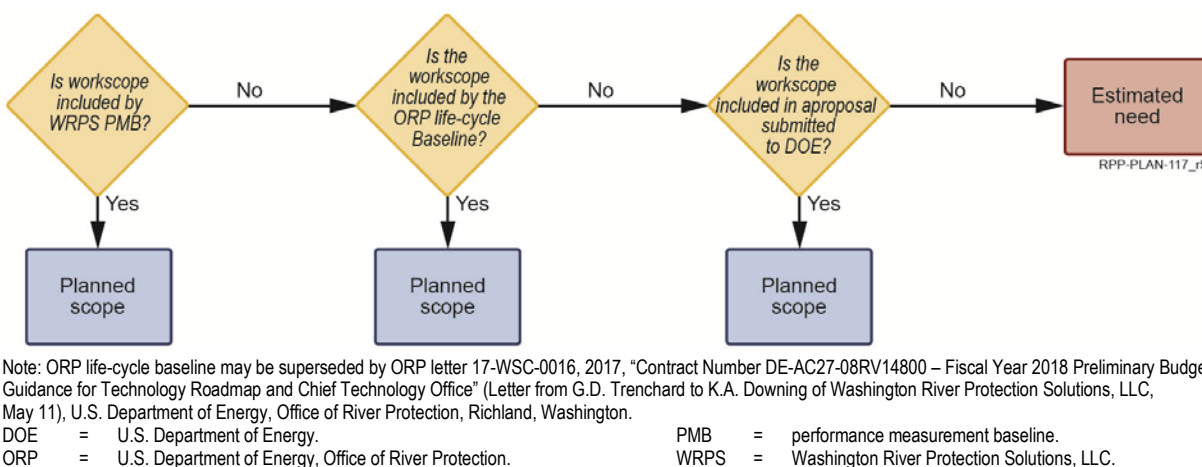 Is workscope
included by
WRPS PMB?
No
Is the
workscope
included by the
ORP life-cycle
Baseline?
No
Is the
workscope
included in aproposal
submitted
to DOE?
No
Estimated
need
RPP-PLAN-117_r
Yes
Yes
Yes
Planned
scope
Planned
scope
Planned
scope
Note: ORP life-cycle baseline may be superseded by ORP letter 17-WSC-0016, 2017, “Contract Number DE-AC27-08RV14800 – Fiscal Year 2018 Preliminary Budge
Guidance for Technology Roadmap and Chief Technology Office” (Letter from G.D. Trenchard to K.A. Downing of Washington River Protection Solutions, LLC,
May 11), U.S. Department of Energy, Office of River Protection, Richland, Washington.
DOE = U.S. Department of Energy. PMB = performance measurement baseline.
ORP = U.S. Department of Energy, Office of River Protection. WRPS = Washington River Protection Solutions, LLC.